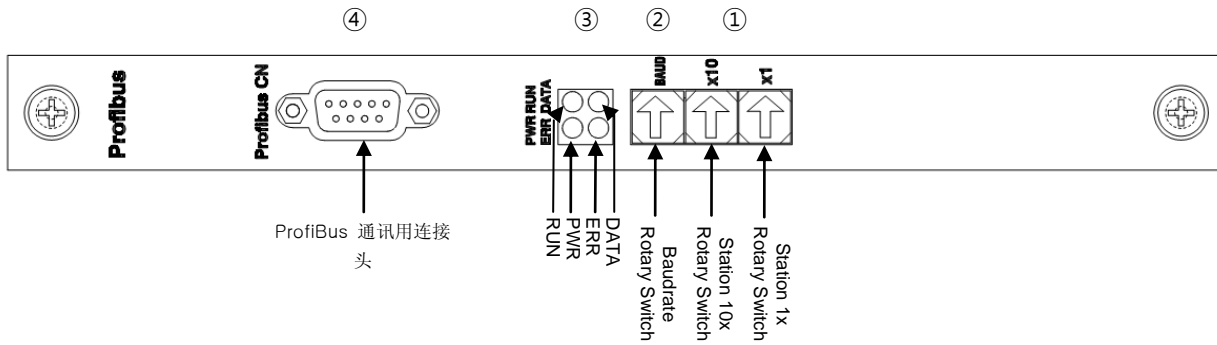 ④ ③ ② ①
Profibus
Profibus CN
PWR RUN
ERR DATA
BAUD
X10
X1
ProfiBus 通讯用连接
头
RUN
PWR
ERR
DATA
Baudrate
Rotary Switch
Station 10x
Rotary Switch
Station 1x
Rotary Switch